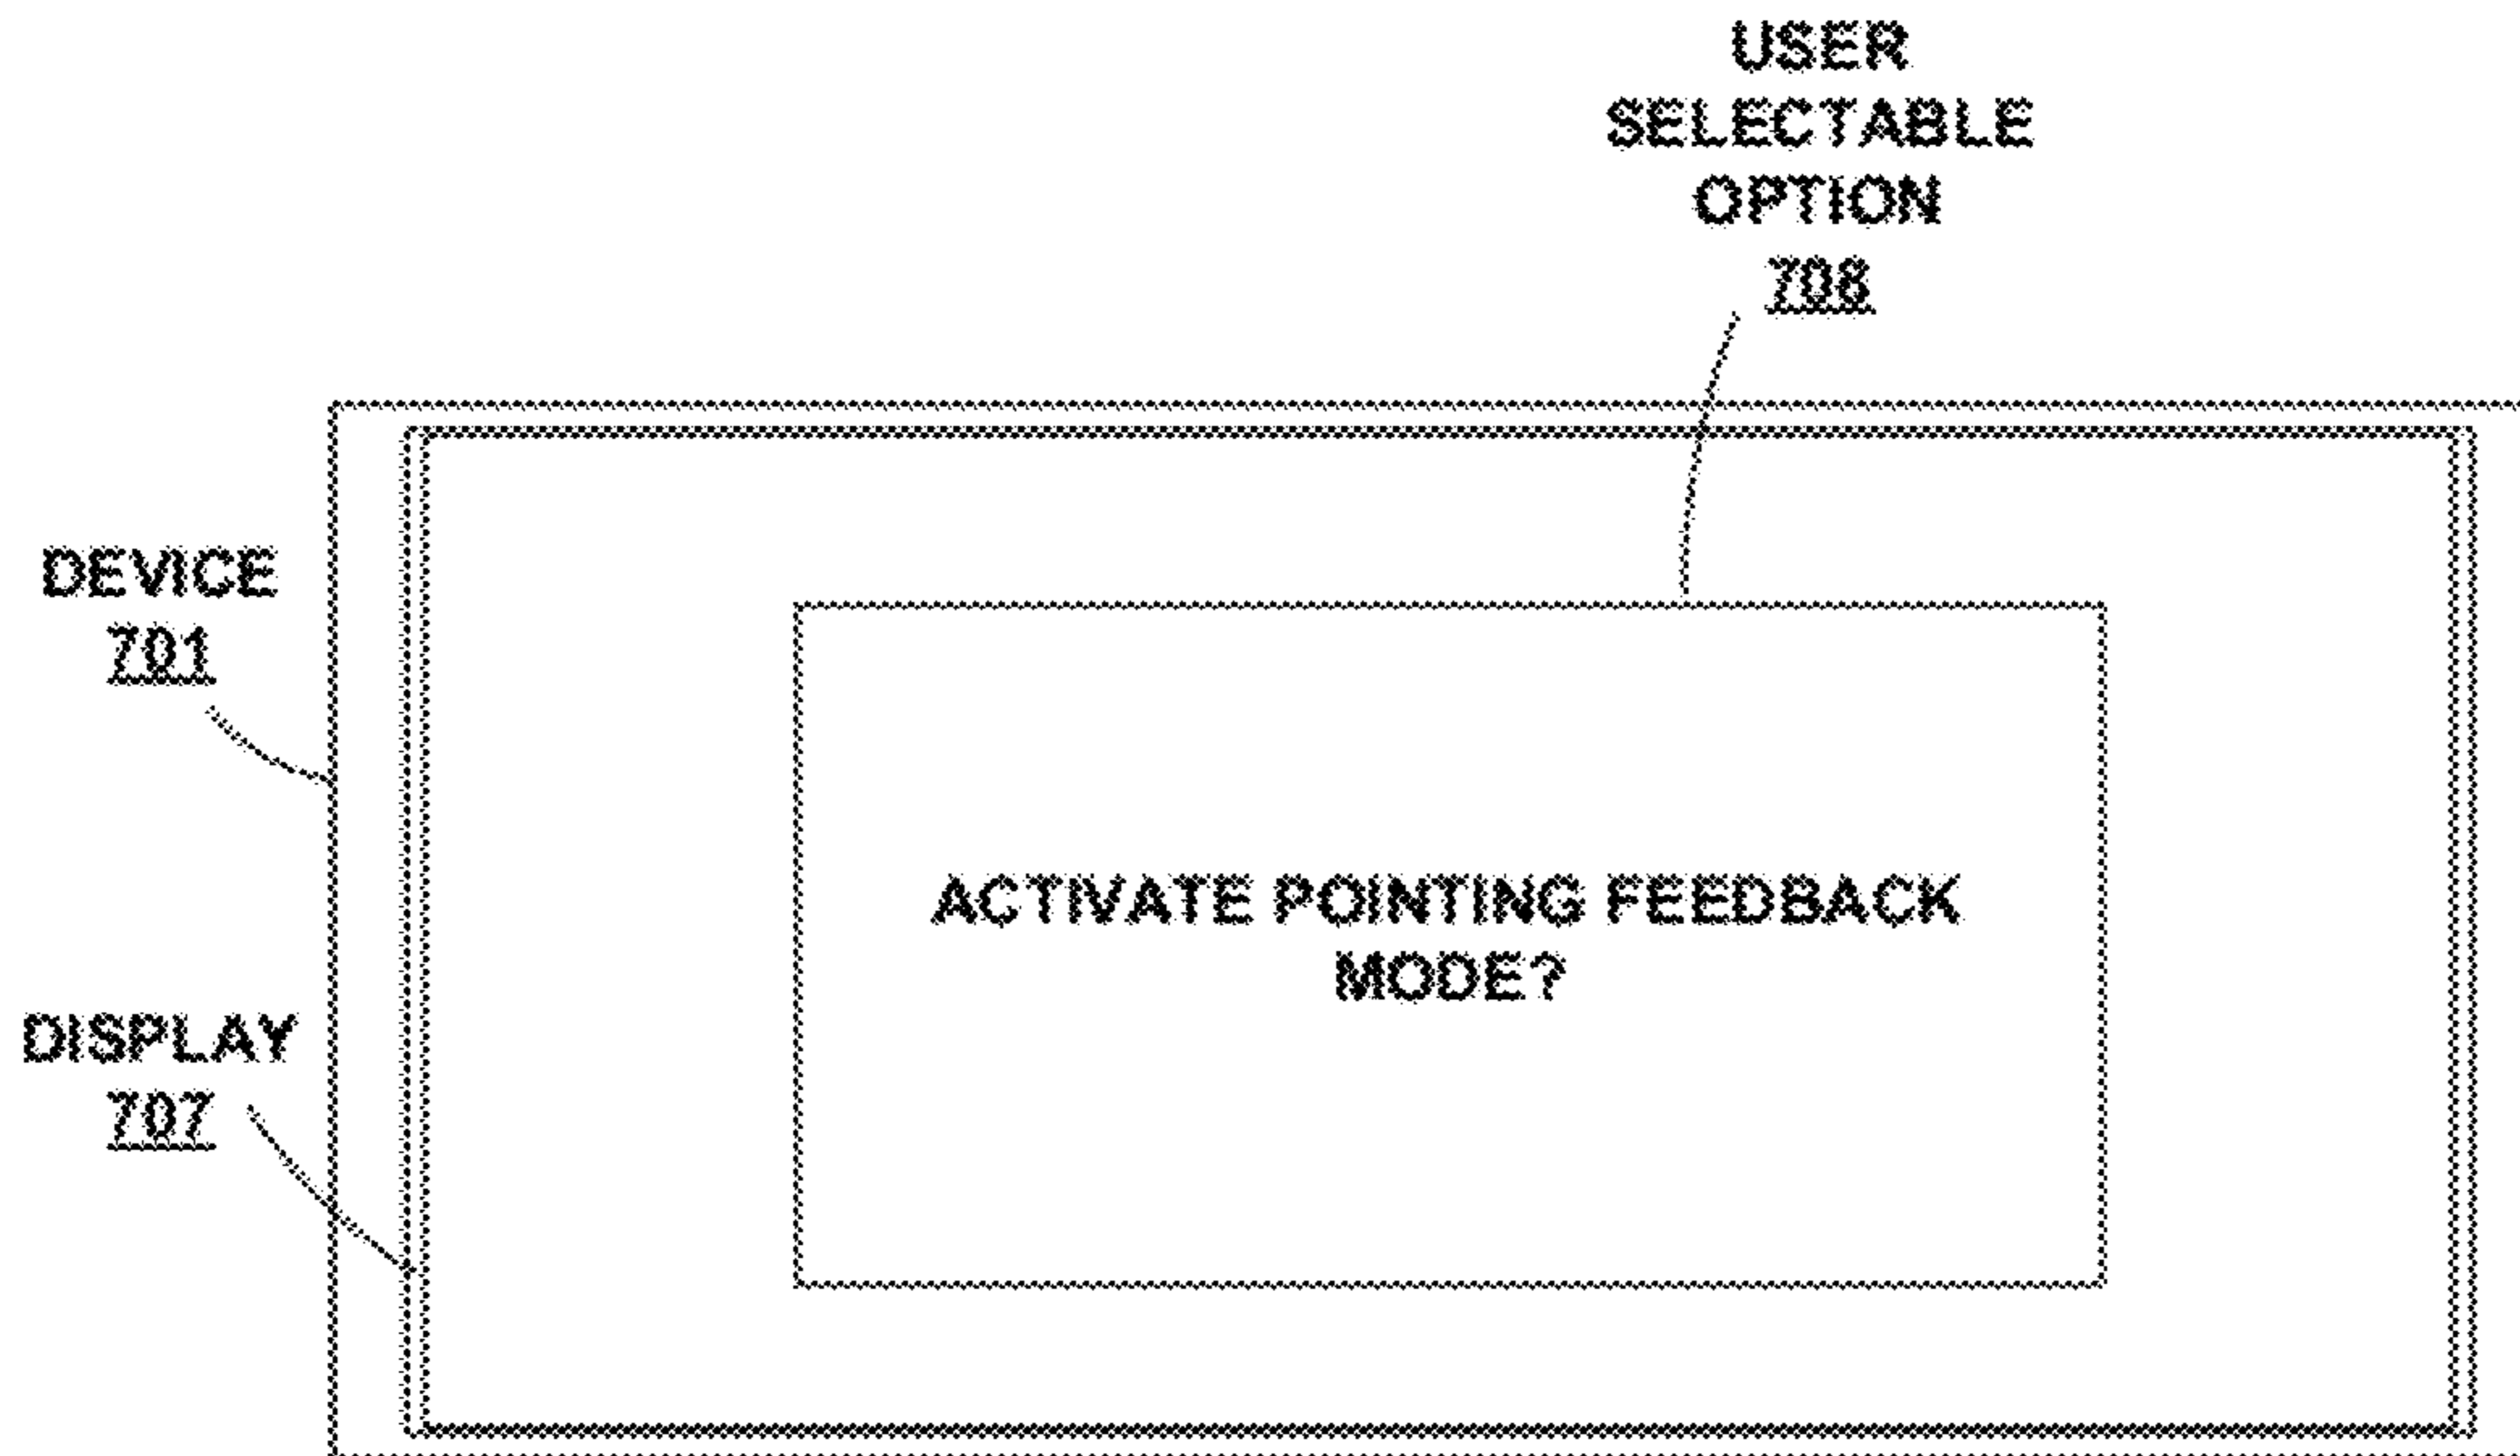 USER
SELECTABLE
OPTION
708
DEVICE
701
ACTIVATE POINTING FEEDBACK
MODE?
DISPLAY
707